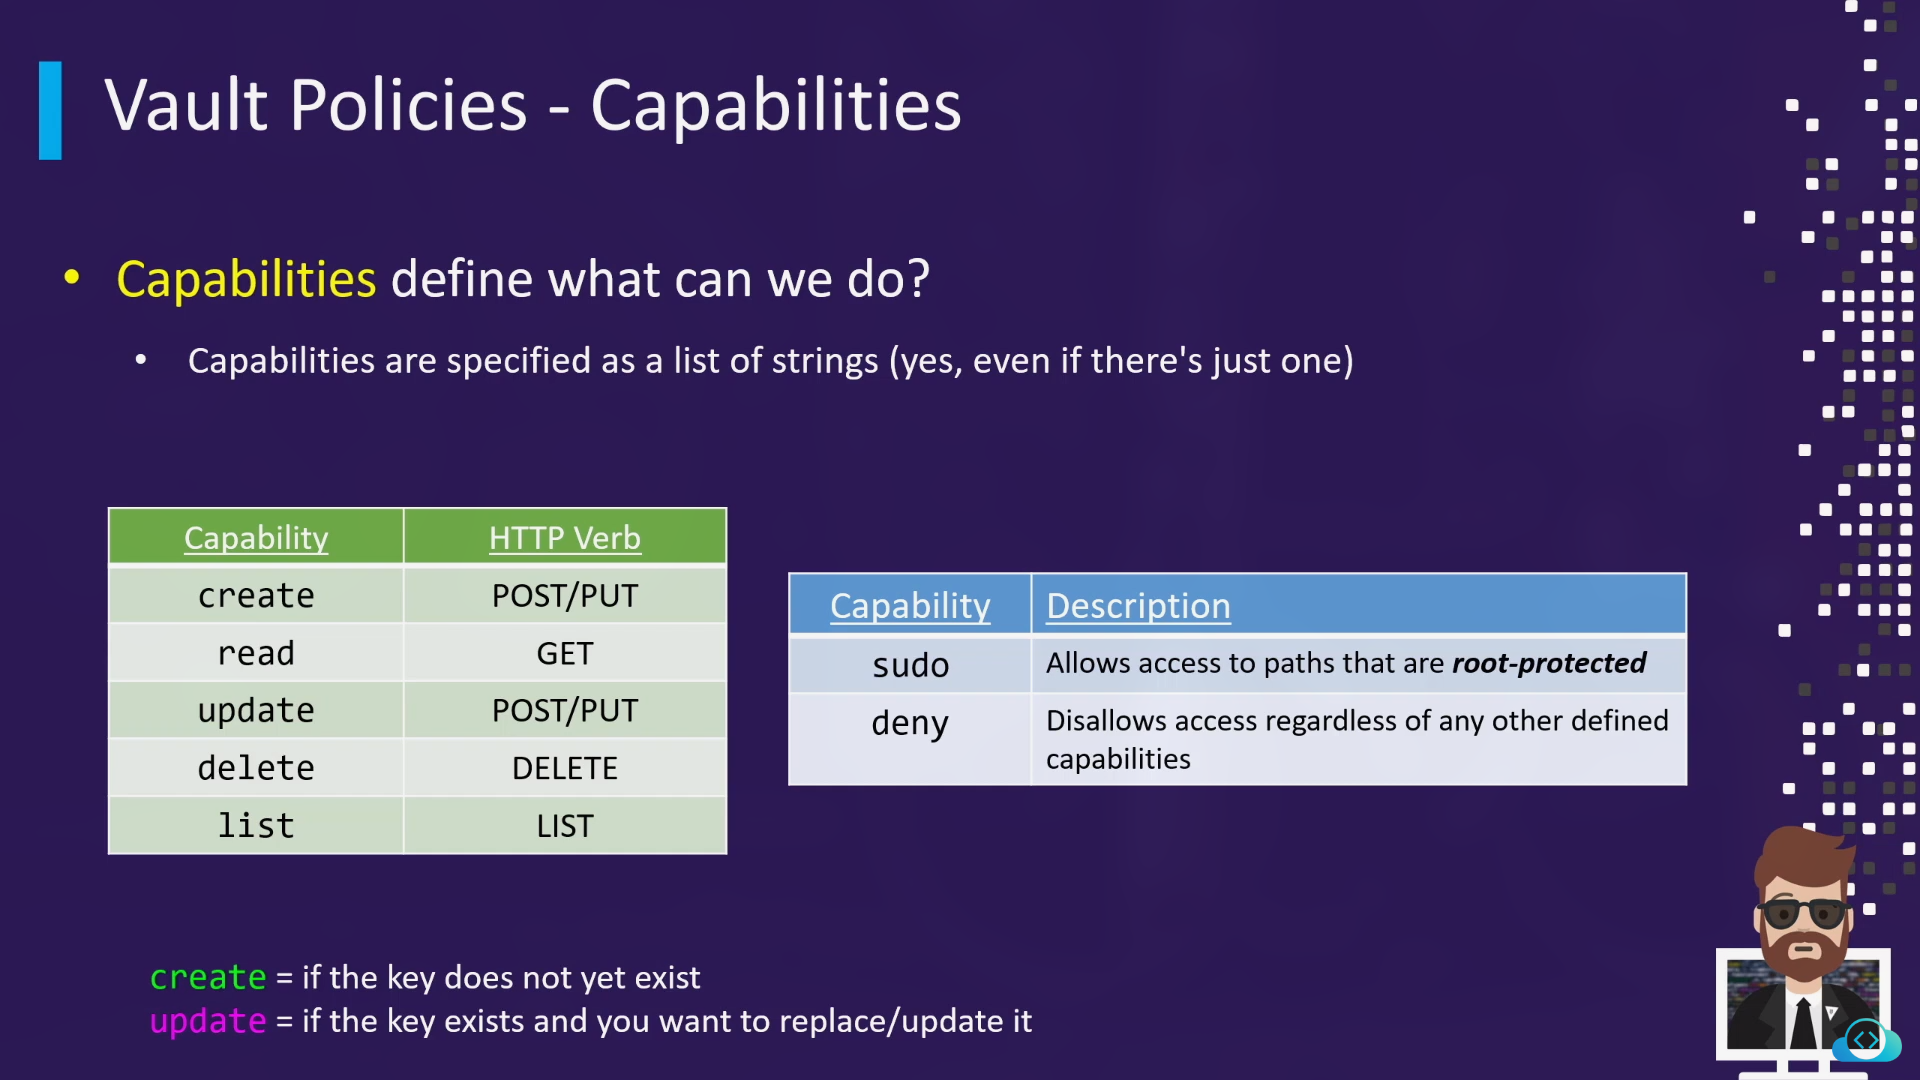 Vault Policies - Capabilities
• Capabilities define what can we do?
• Capabilities are specified as a list of strings (yes, even if there's just one)
Capability HTTP Verb
create POST/PUT
read GET
update POST/PUT
delete DELETE
list LIST
Capability Description
sudo Allows access to paths that are root-protected
deny Disallows access regardless of any other defined
capabilities
create = if the key does not yet exist
update = if the key exists and you want to replace/update it